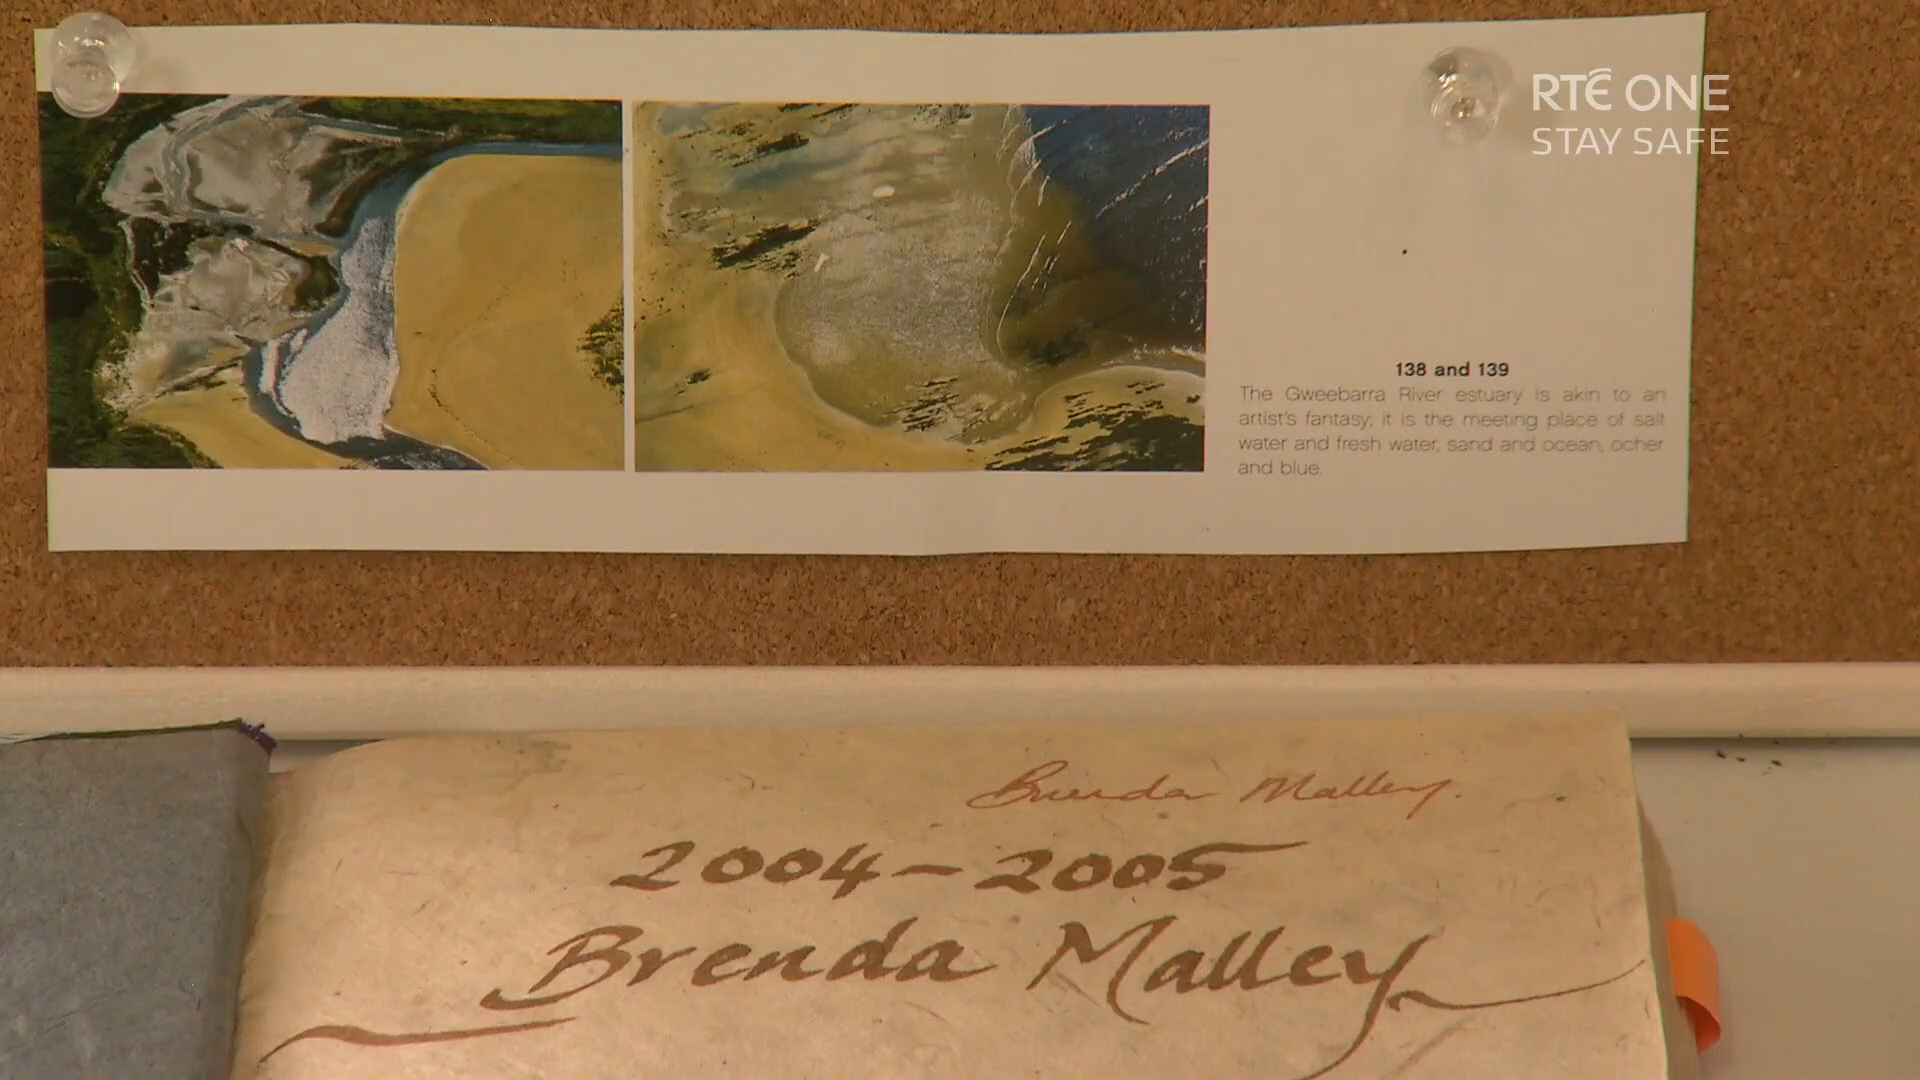 RTÉ ONE
STAY SAFE
138 and 139
The Gweebarra River estuary is akin to an
artist's fantasy; it is the meeting place of salt
water and fresh water, sand and ocean, ocher
and blue.
Brenda Malley.
2004-2005
Brenda Malley